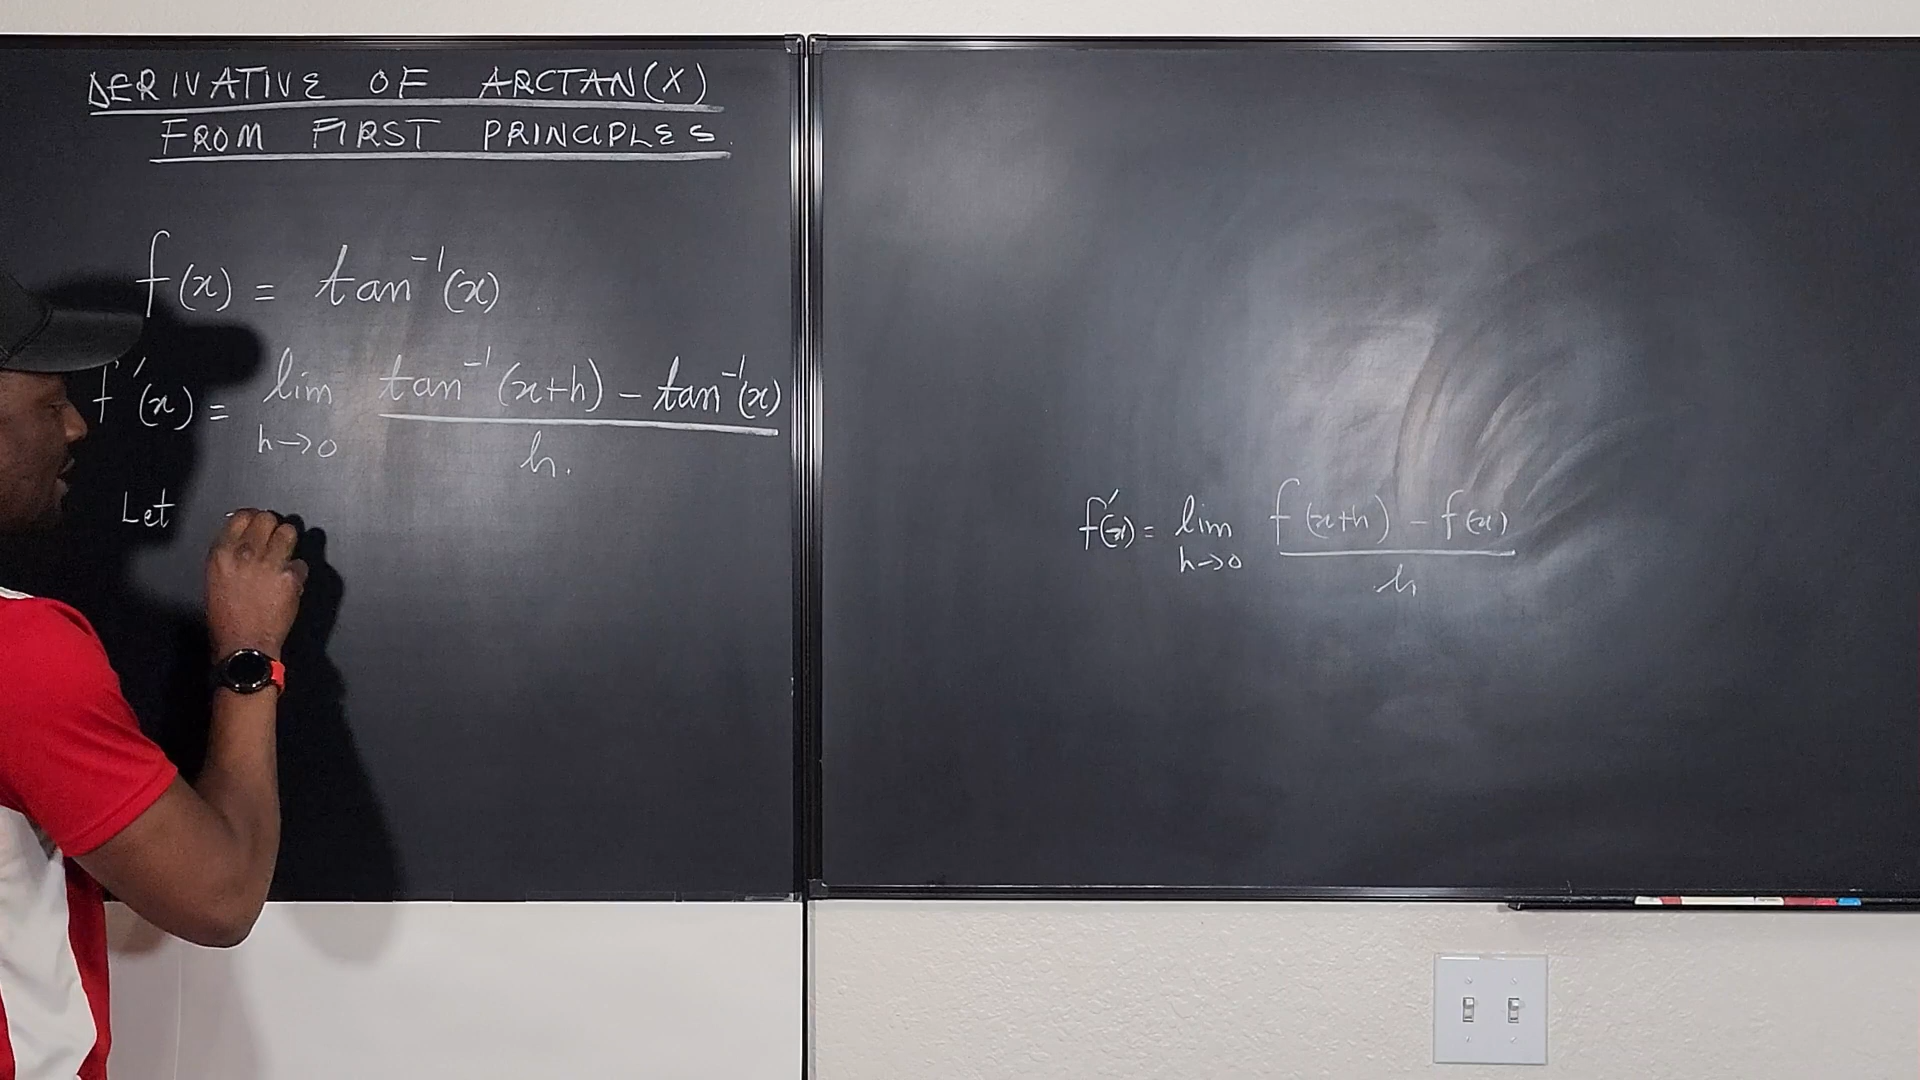 DERIVATIVE OF ARCTAN(X)
FROM FIRST PRINCIPLES.
f(x) = tan⁻¹(x)
f'(x) = lim h→0 tan⁻¹(x+h) - tan⁻¹(x) / h.
Let
f'(x) = lim h→0 f(x+h) - f(x) / h